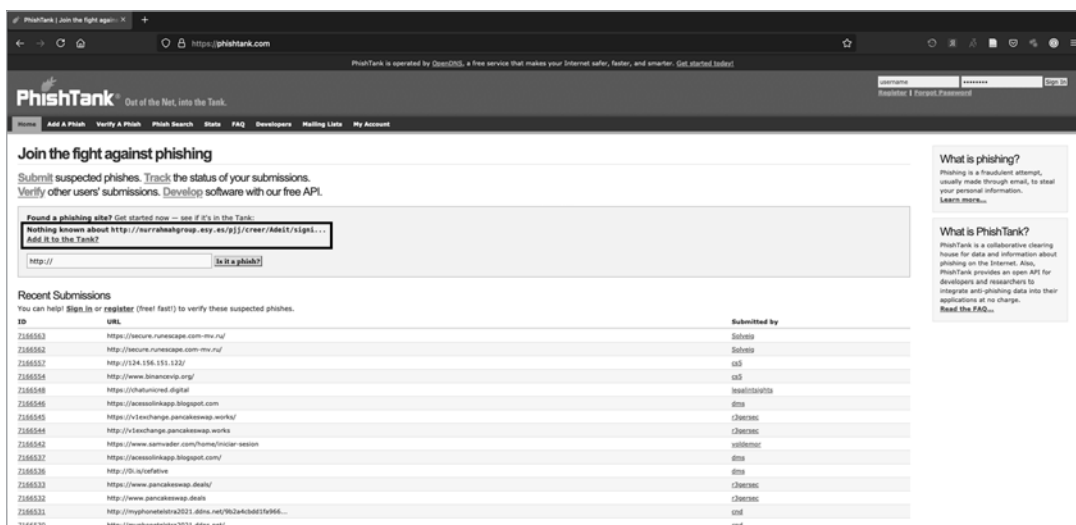 PhishTank | Join the fight again
https://phishtank.com
PhishTank is operated by OpenDNS, a free service that makes your Internet safer, faster, and smarter. Get started today!
PhishTank® Out of the Net, into the Tank.
username
Sign In
Register | Forgot Password
Home Add A Phish Verify A Phish Phish Search Stats FAQ Developers Mailing Lists My Account
Join the fight against phishing
Submit suspected phishes. Track the status of your submissions.
Verify other users' submissions. Develop software with our free API.
Found a phishing site? Get started now — see if it's in the Tank:
Nothing known about http://nurrahmahgroup.esy.es/pjj/creer/Adeit/signi...
Add it to the Tank?
http:// Is it a phish?
Recent Submissions
You can help! Sign in or register (free! fast!) to verify these suspected phishes.
ID URL Submitted by
7166563 https://secure.runescape.com-mv.ru/ Solveis
7166562 http://secure.runescape.com-mv.ru/ Solveis
7166557 http://124.156.151.122/ cs5
7166554 http://www.binancevip.org/ cs5
7166548 https://chatunicred.digital legalintsights
7166546 https://acessolinkapp.blogspot.com dms
7166545 https://v1exchange.pancakeswap.works/ r3gersec
7166544 http://v1exchange.pancakeswap.works r3gersec
7166542 https://www.samvader.com/home/iniciar-sesion voldemor
7166537 https://acessolinkapp.blogspot.com/ dms
7166536 http://0i.is/cefative dms
7166533 https://www.pancakeswap.deals/ r3gersec
7166532 http://www.pancakeswap.deals r3gersec
7166531 http://myphonetelstra2021.ddns.net/9b2a4cbdd1fa966... cnd
What is phishing?
Phishing is a fraudulent attempt,
usually made through email, to steal
your personal information.
Learn more...
What is PhishTank?
PhishTank is a collaborative clearing
house for data and information about
phishing on the Internet. Also,
PhishTank provides an open API for
developers and researchers to
integrate anti-phishing data into their
applications at no charge.
Read the FAQ...